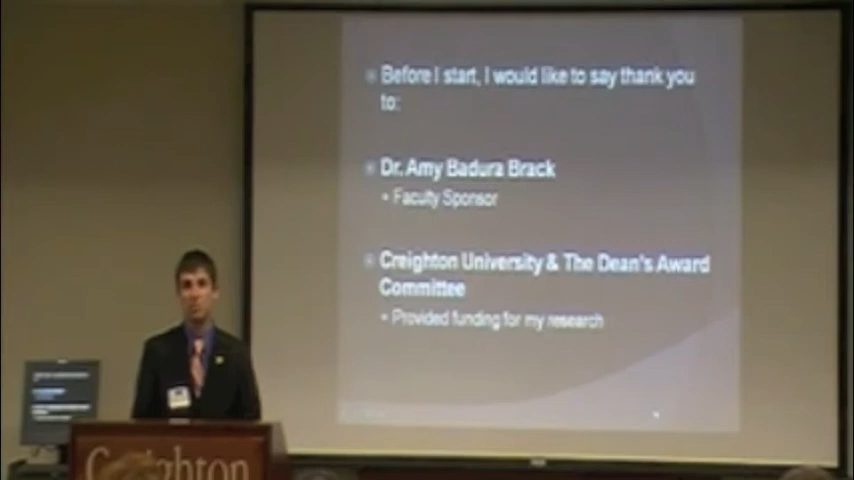 Before I start, I would like to say thank you
to:
Dr. Amy Badura Brack
• Faculty Sponsor
Creighton University & The Dean's Award
Committee
• Provided funding for my research
Creighton